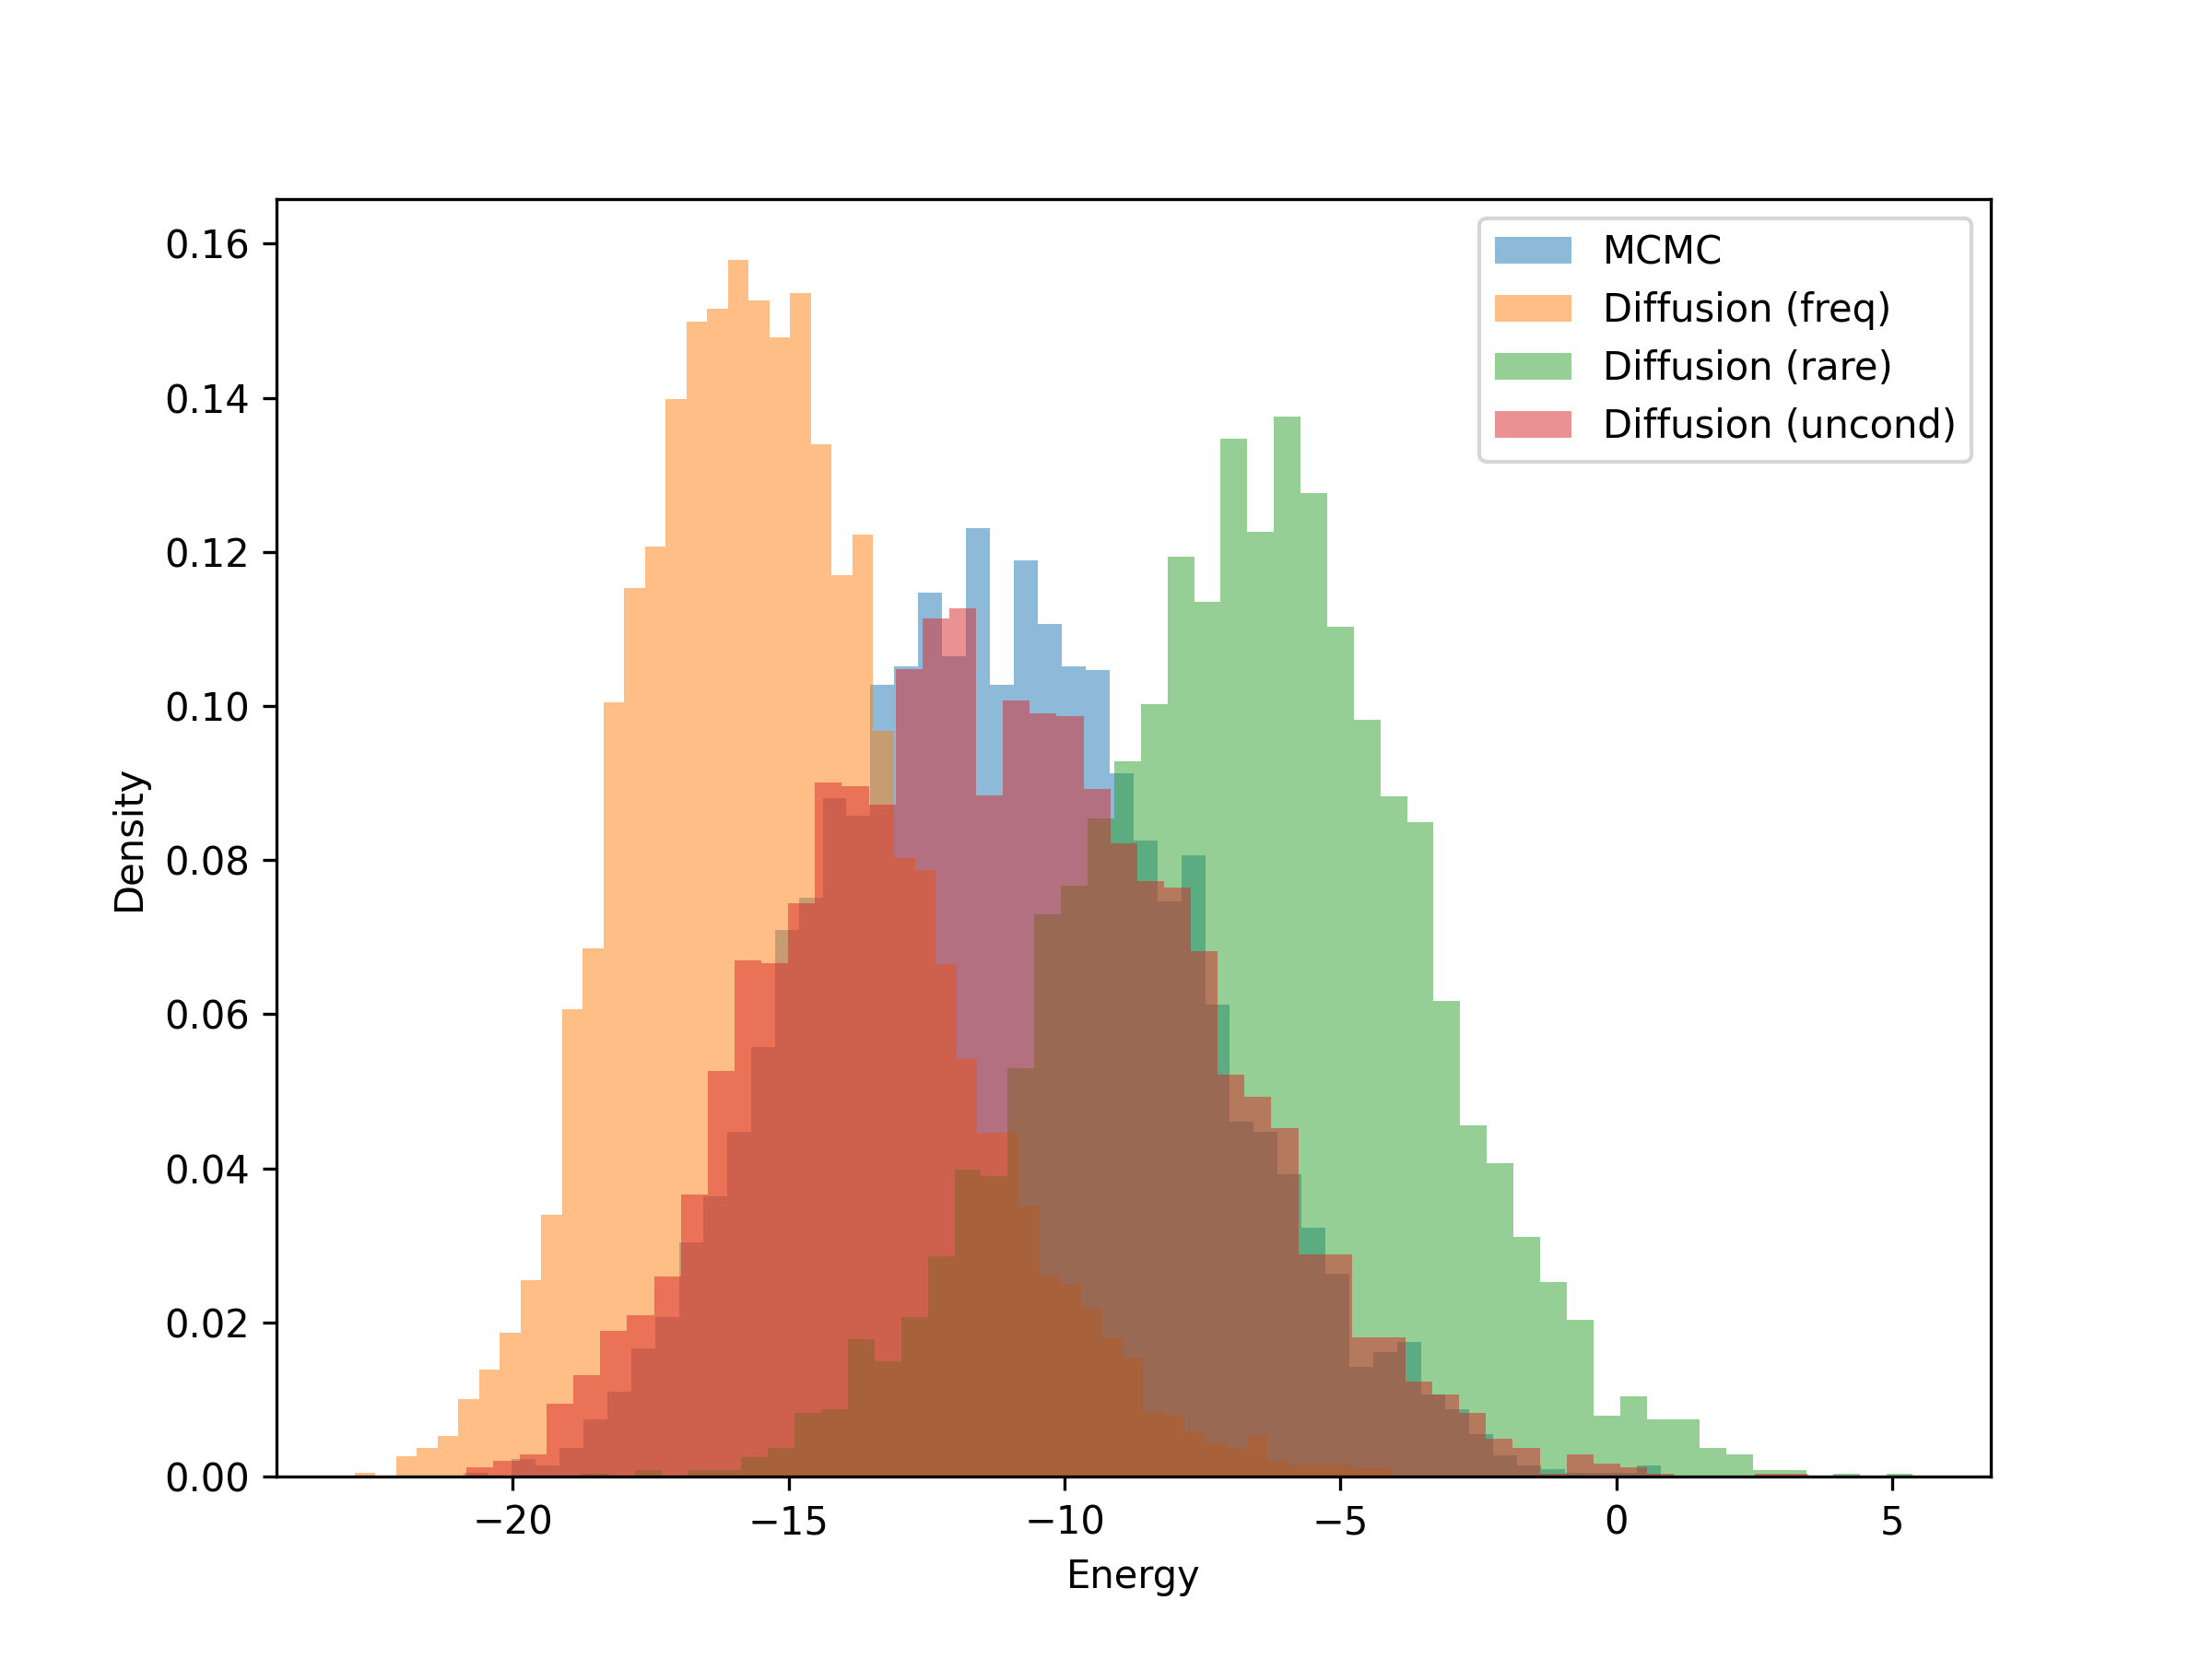 MCMC
Diffusion (freq)
Diffusion (rare)
Diffusion (uncond)
0.16
0.14
0.12
0.10
0.08
0.06
0.04
0.02
0.00
Density
−20 −15 −10 −5 0 5
Energy